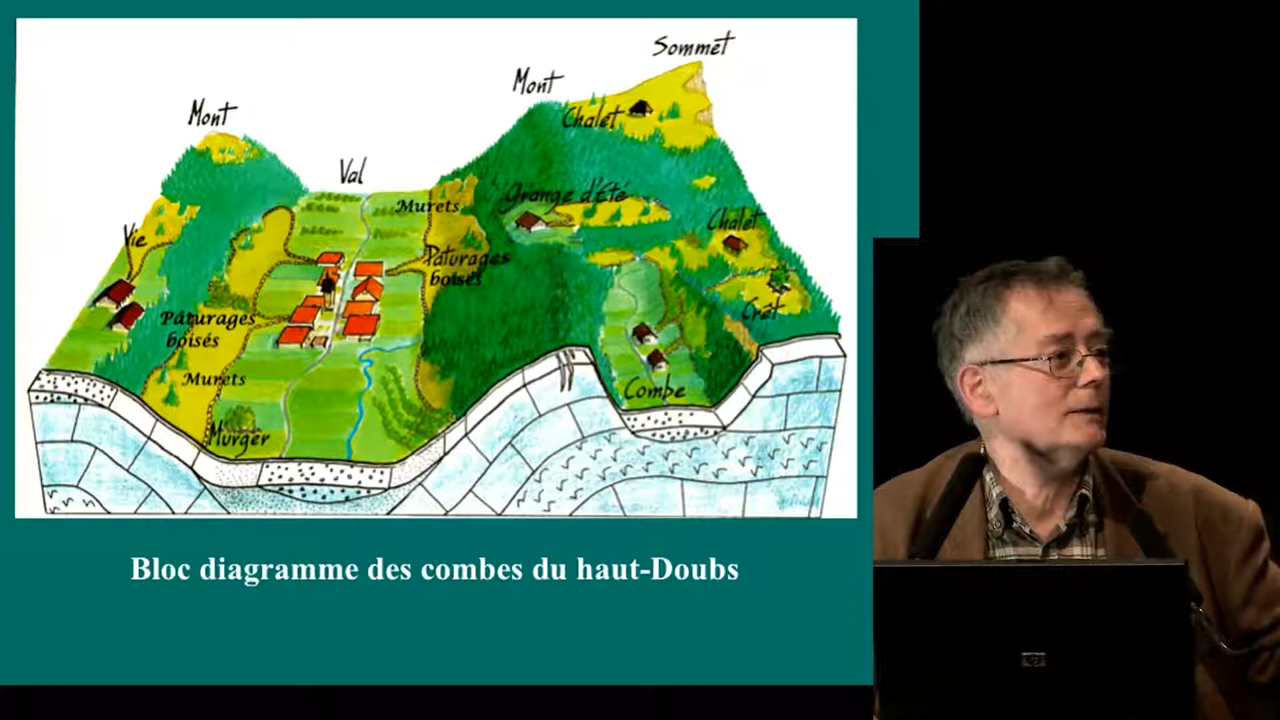 Sommet
Mont
Mont
Chalet
Val
Grange d'Été
Murets
Chalet
Vie
Pâturages
boisés
Crêt
Pâturages
boisés
Murets
Combe
Murger
Bloc diagramme des combes du haut-Doubs